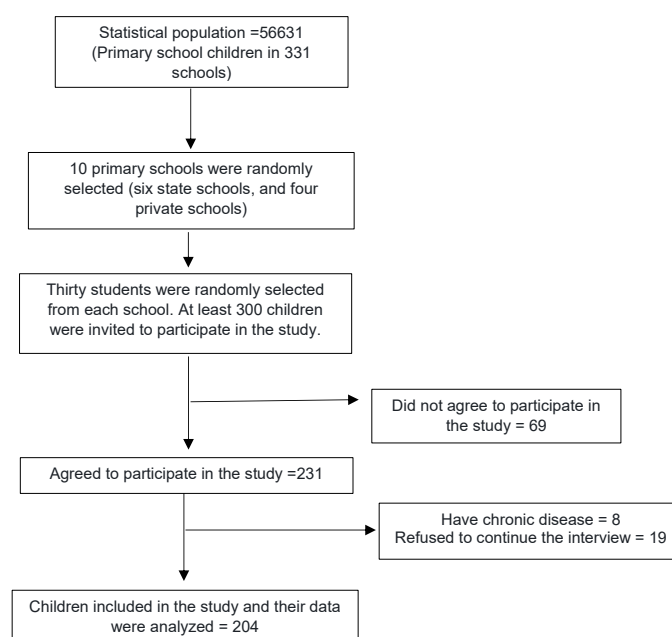 Statistical population =56631
(Primary school children in 331
schools)
10 primary schools were randomly
selected (six state schools, and four
private schools)
Thirty students were randomly selected
from each school. At least 300 children
were invited to participate in the study.
Did not agree to participate in
the study = 69
Agreed to participate in the study =231
Have chronic disease = 8
Refused to continue the interview = 19
Children included in the study and their data
were analyzed = 204